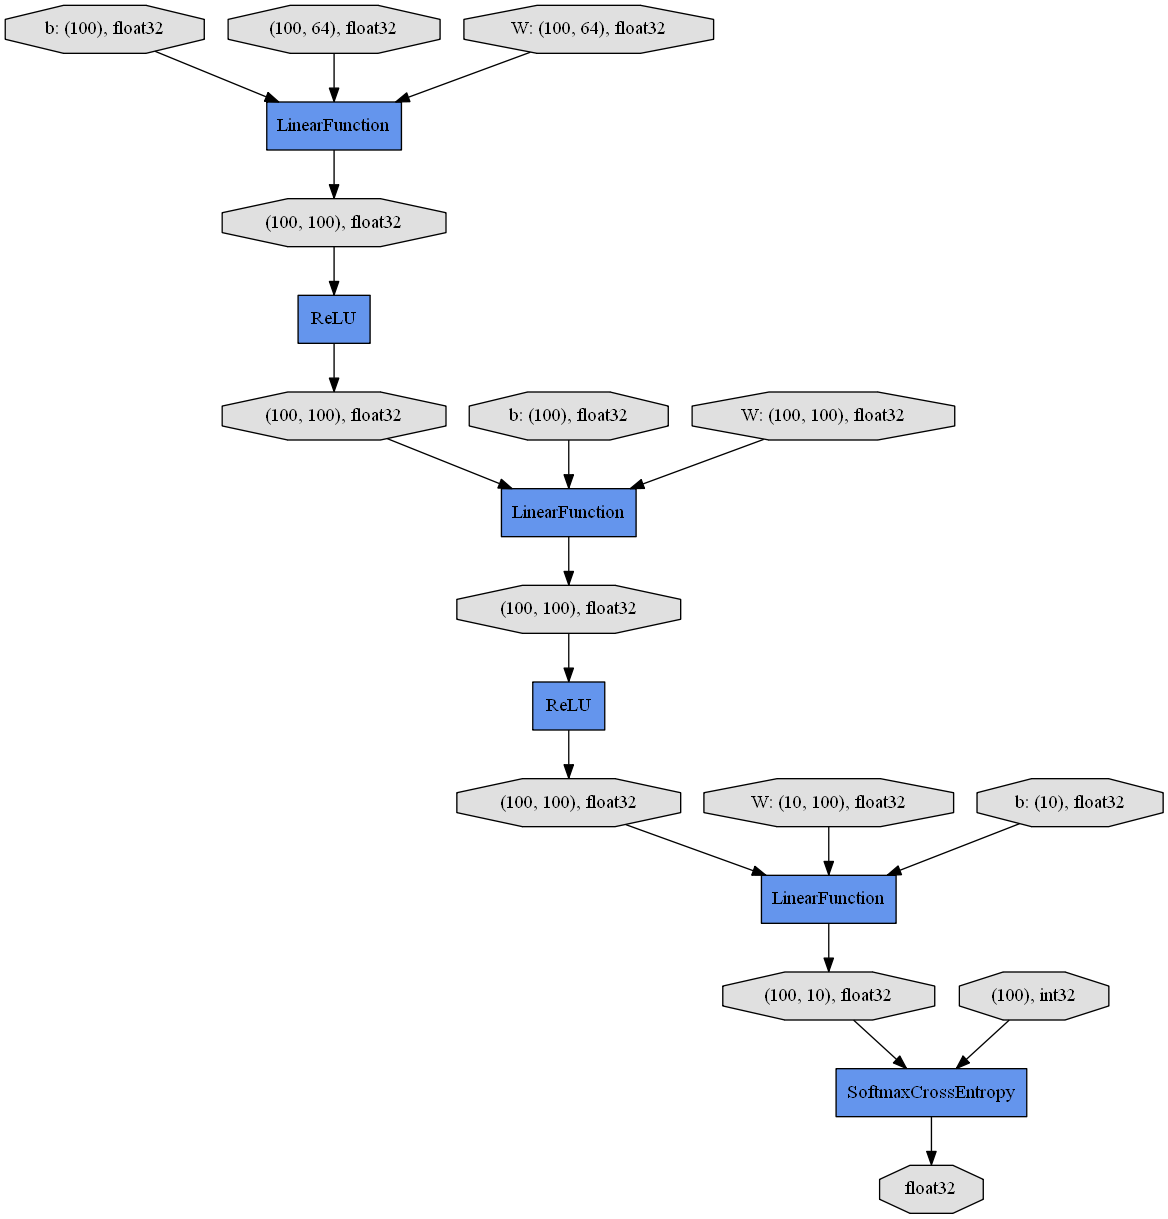 b: (100), float32
(100, 64), float32
W: (100, 64), float32
LinearFunction
(100, 100), float32
ReLU
(100, 100), float32
b: (100), float32
W: (100, 100), float32
LinearFunction
(100, 100), float32
ReLU
(100, 100), float32
W: (10, 100), float32
b: (10), float32
LinearFunction
(100, 10), float32
(100), int32
SoftmaxCrossEntropy
float32